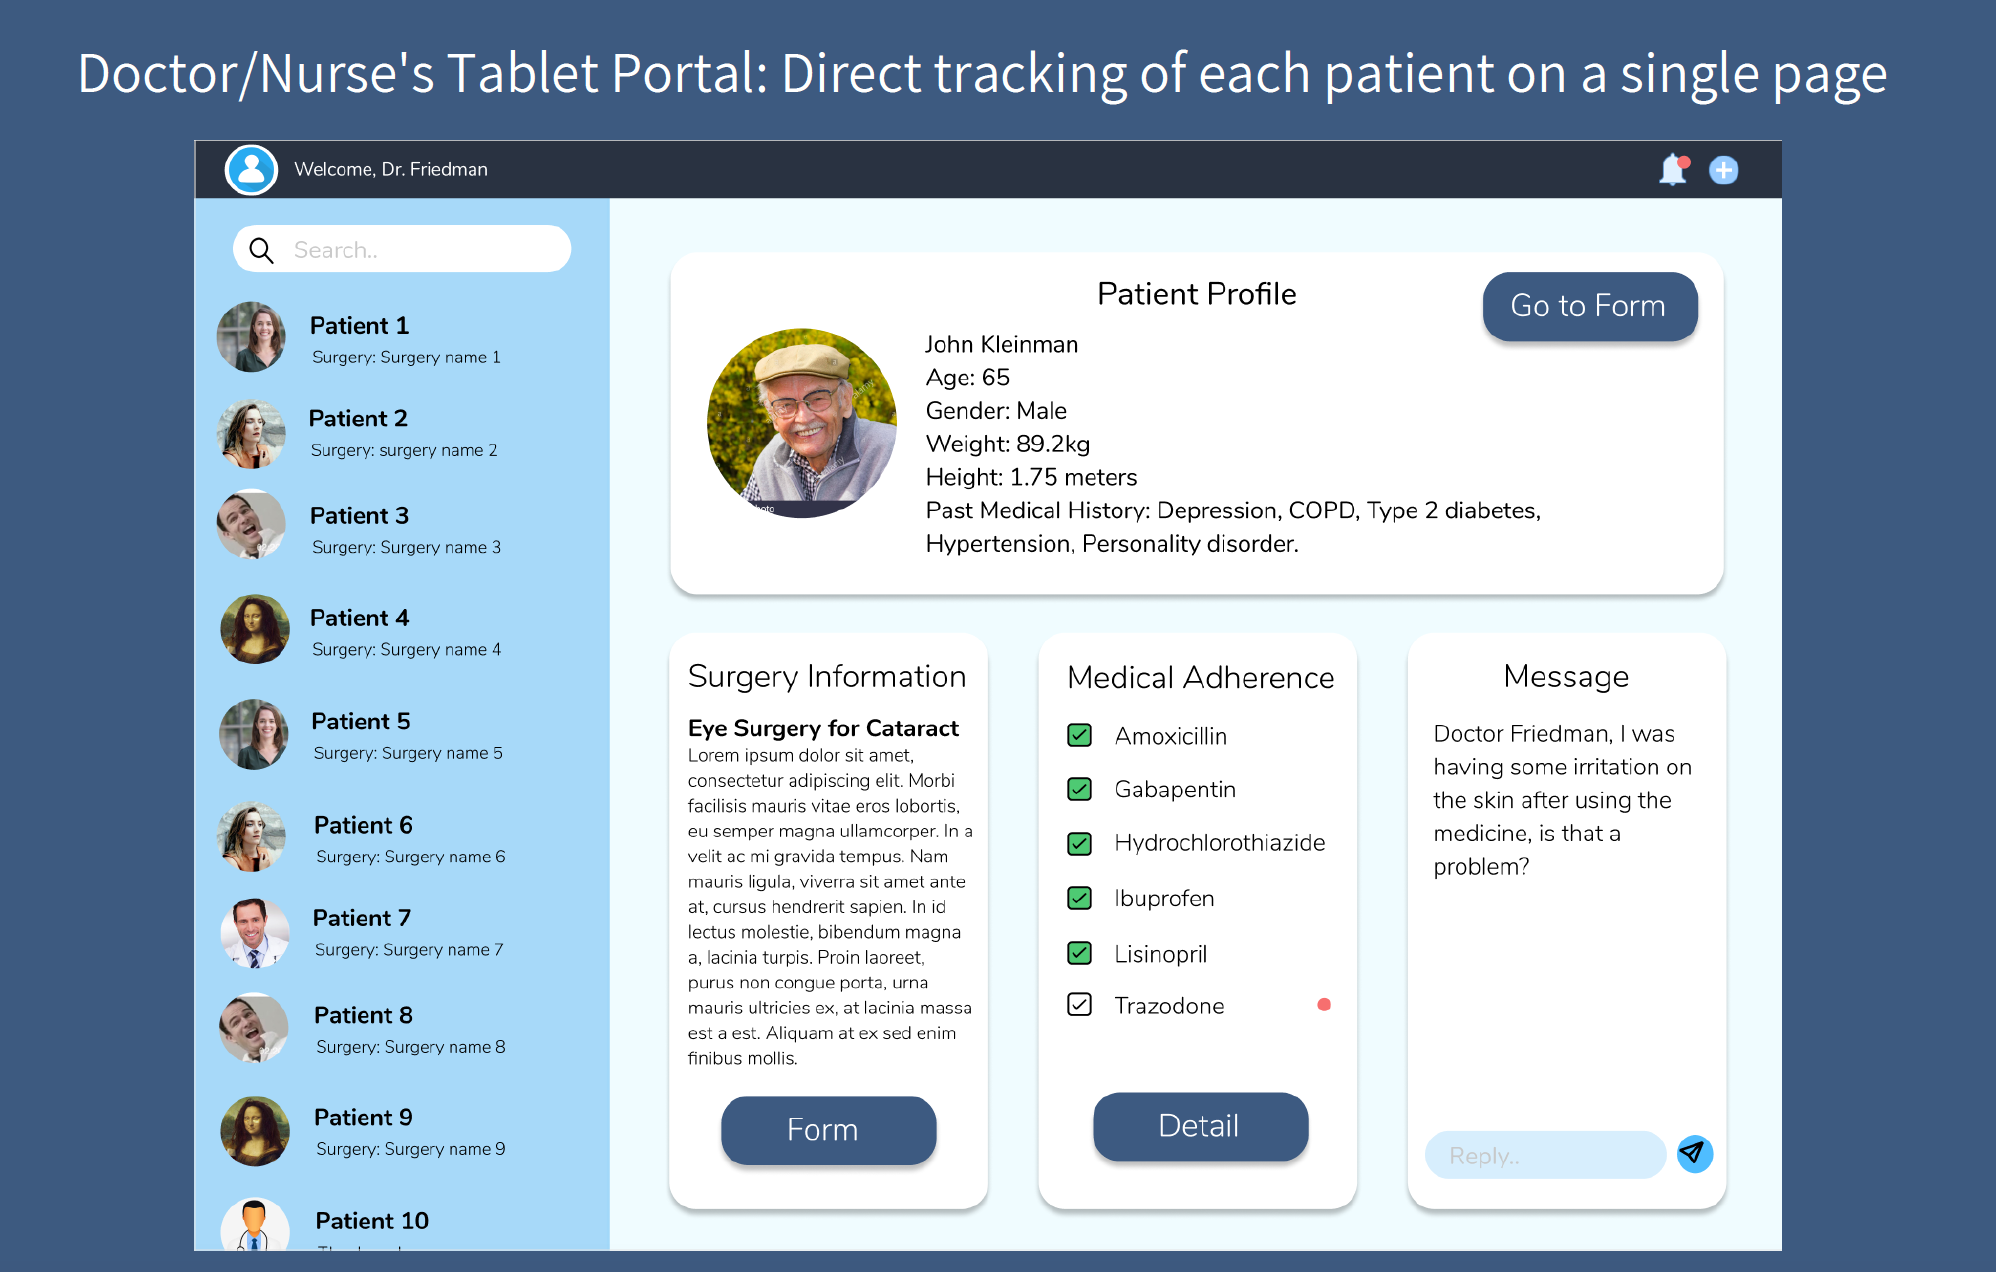 Doctor/Nurse's Tablet Portal: Direct tracking of each patient on a single page
Welcome, Dr. Friedman
Search..
Patient 1
Surgery: Surgery name 1
Patient 2
Surgery: surgery name 2
Patient 3
Surgery: Surgery name 3
Patient 4
Surgery: Surgery name 4
Patient 5
Surgery: Surgery name 5
Patient 6
Surgery: Surgery name 6
Patient 7
Surgery: Surgery name 7
Patient 8
Surgery: Surgery name 8
Patient 9
Surgery: Surgery name 9
Patient 10
Patient Profile
Go to Form
John Kleinman
Age: 65
Gender: Male
Weight: 89.2kg
Height: 1.75 meters
Past Medical History: Depression, COPD, Type 2 diabetes,
Hypertension, Personality disorder.
Surgery Information
Eye Surgery for Cataract
Lorem ipsum dolor sit amet,
consectetur adipiscing elit. Morbi
facilisis mauris vitae eros lobortis,
eu semper magna ullamcorper. In a
velit ac mi gravida tempus. Nam
mauris ligula, viverra sit amet ante
at, cursus hendrerit sapien. In id
lectus molestie, bibendum magna
a, lacinia turpis. Proin laoreet,
purus non congue porta, urna
mauris ultricies ex, at lacinia massa
est a est. Aliquam at ex sed enim
finibus mollis.
Form
Medical Adherence
Amoxicillin
Gabapentin
Hydrochlorothiazide
Ibuprofen
Lisinopril
Trazodone
Detail
Message
Doctor Friedman, I was
having some irritation on
the skin after using the
medicine, is that a
problem?
Reply..